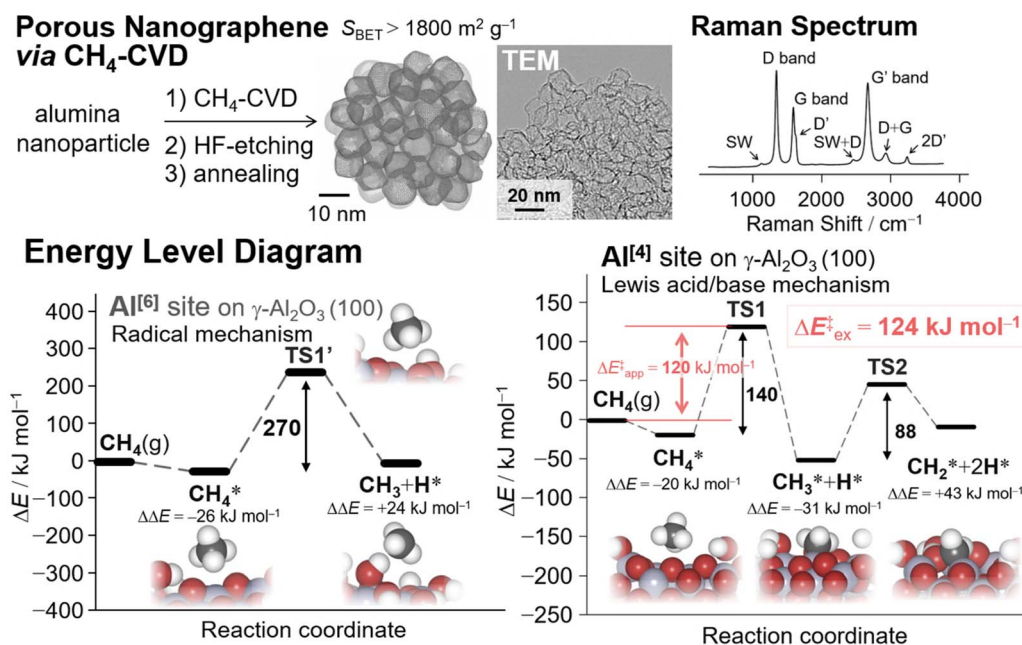 Porous Nanographene
via CH₄-CVD
S_BET > 1800 m² g⁻¹
alumina
nanoparticle
1) CH₄-CVD
2) HF-etching
3) annealing
10 nm
TEM
20 nm
Raman Spectrum
D band
G' band
G band
D'
SW
SW+D
D+G
2D'
1000
2000
3000
4000
Raman Shift / cm⁻¹
Energy Level Diagram
Al[6] site on γ-Al₂O₃ (100)
Radical mechanism
400
300
200
100
0
−100
−200
−300
−400
ΔE / kJ mol⁻¹
CH₄(g)
CH₄*
ΔΔE = −26 kJ mol⁻¹
TS1'
270
CH₃+H*
ΔΔE = +24 kJ mol⁻¹
Reaction coordinate
Al[4] site on γ-Al₂O₃ (100)
Lewis acid/base mechanism
150
100
50
0
−50
−100
−150
−200
−250
ΔE / kJ mol⁻¹
TS1
ΔE‡ex = 124 kJ mol⁻¹
ΔE‡app = 120 kJ mol⁻¹
TS2
CH₄(g)
140
88
CH₄*
ΔΔE = −20 kJ mol⁻¹
CH₃*+H*
ΔΔE = −31 kJ mol⁻¹
CH₂*+2H*
ΔΔE = +43 kJ mol⁻¹
Reaction coordinate